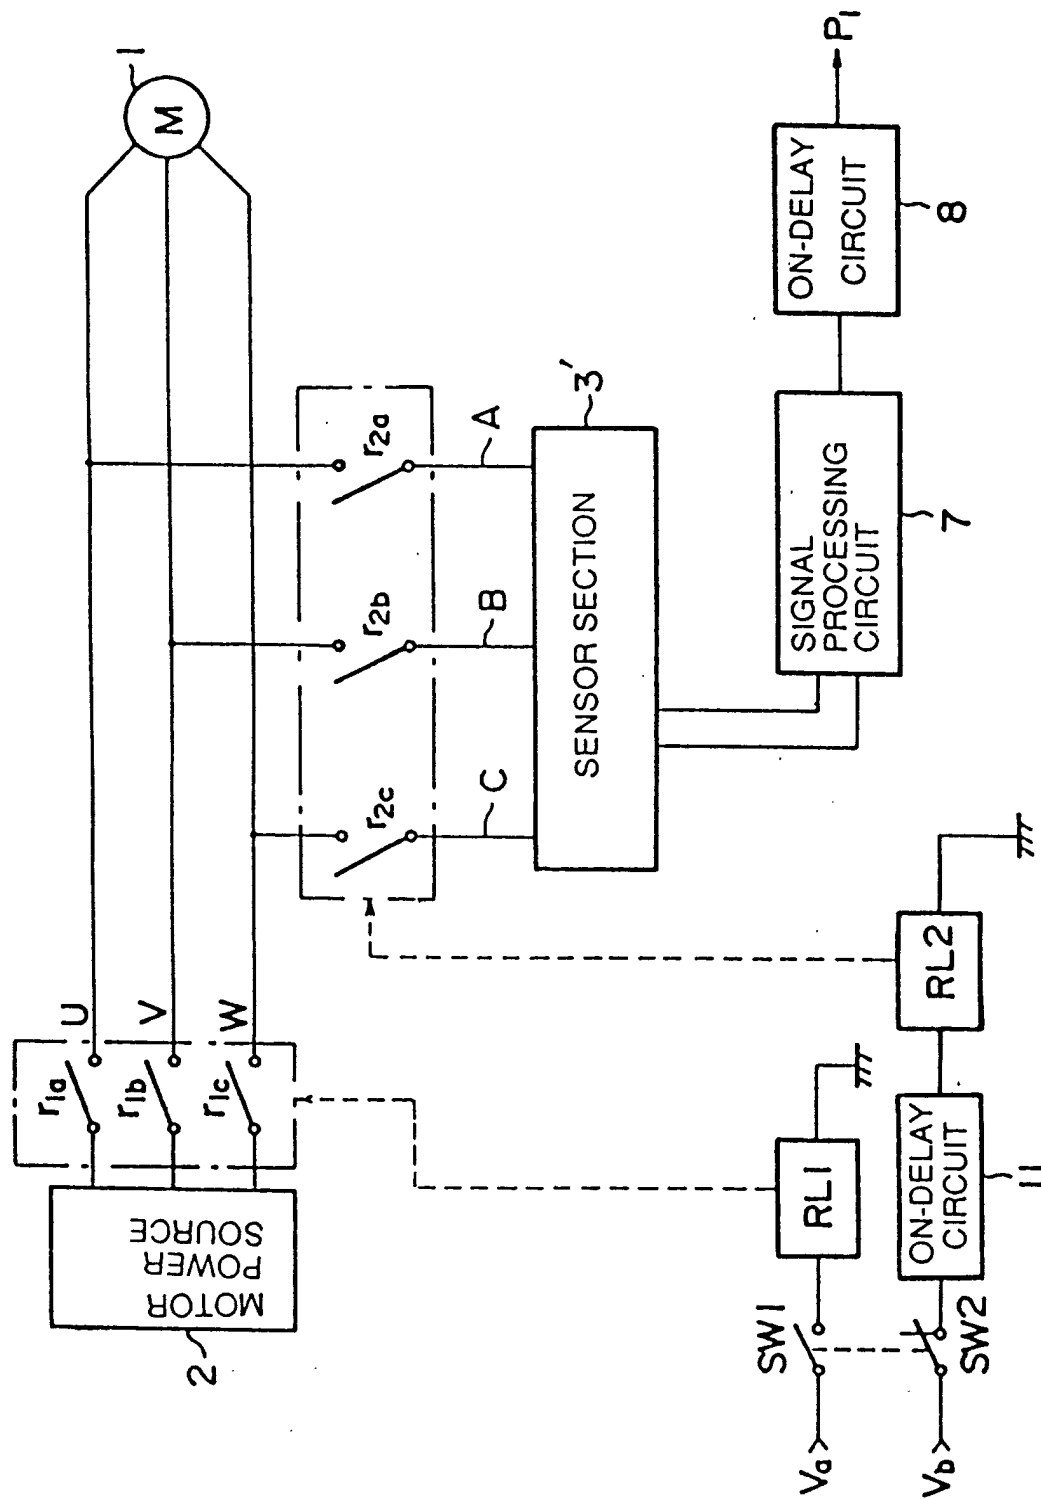 MOTOR
POWER
SOURCE
2
r1a
r1b
r1c
U
V
W
M
1
r2c
r2b
r2a
C
B
A
SENSOR SECTION
3'
SIGNAL
PROCESSING
CIRCUIT
7
ON-DELAY
CIRCUIT
8
P1
Va
SW1
RL1
Vb
SW2
ON-DELAY
CIRCUIT
11
RL2